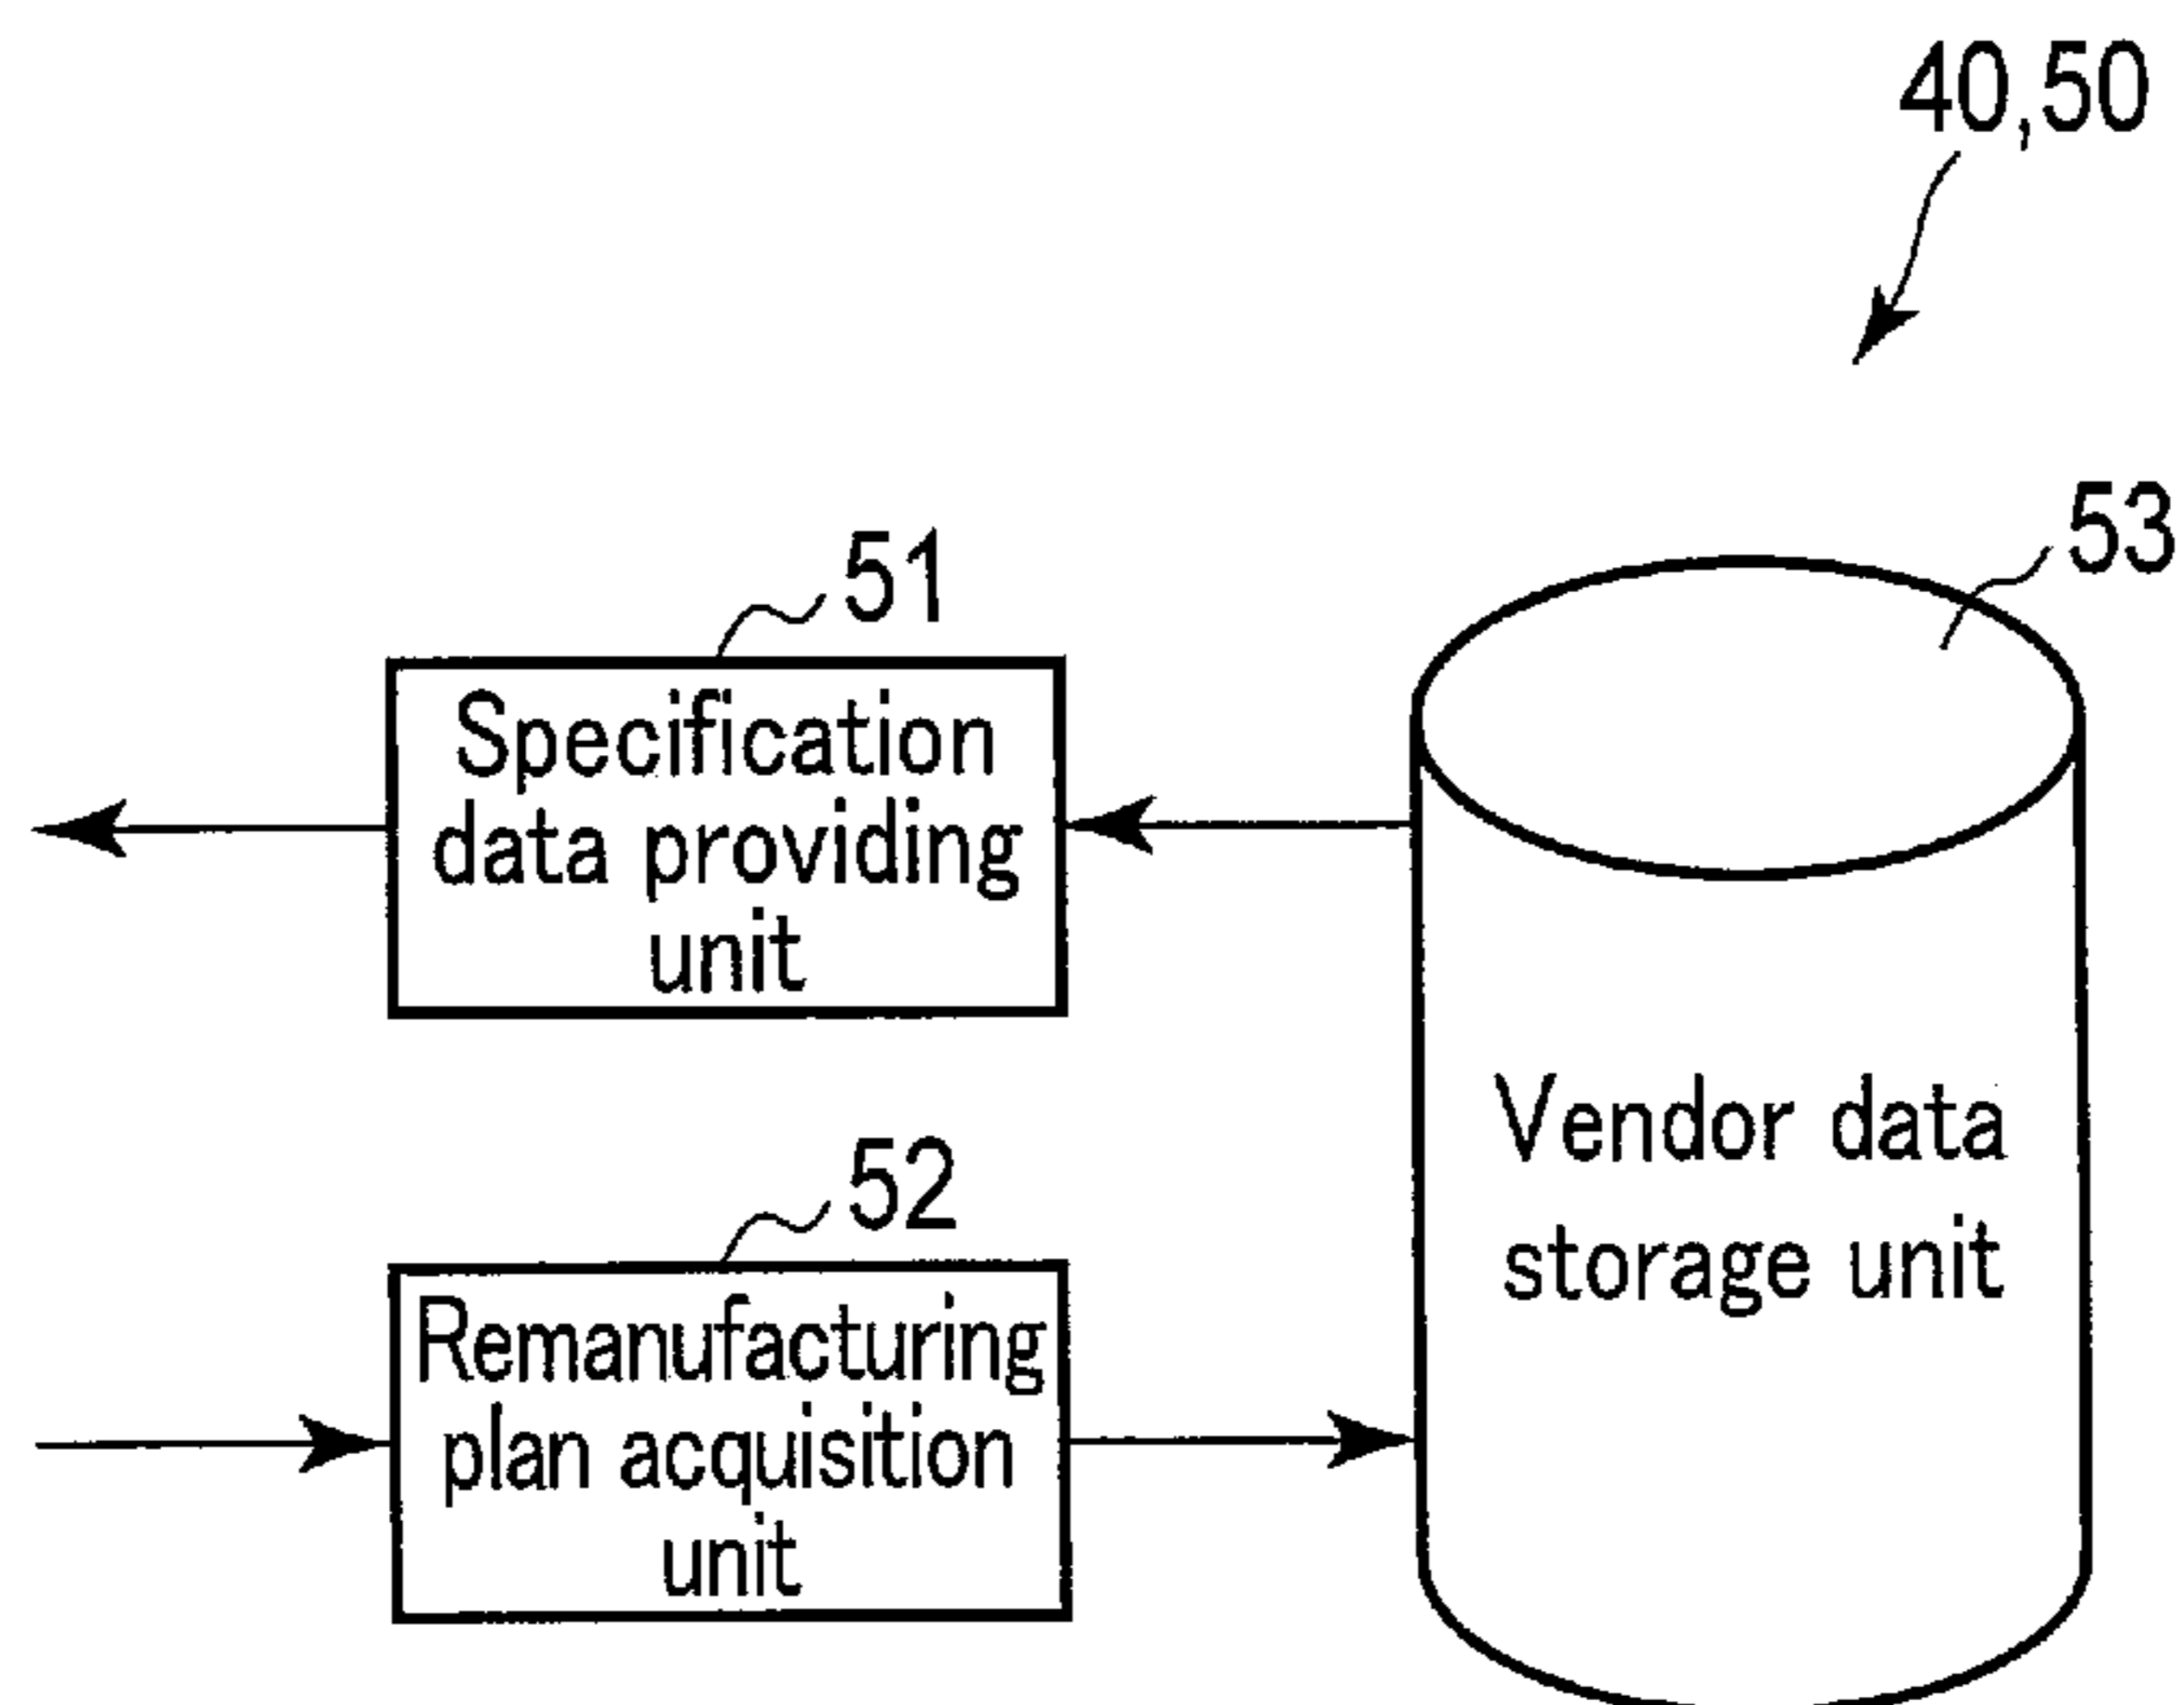 40,50
53
51
Specification
data providing
unit
Vendor data
storage unit
52
Remanufacturing
plan acquisition
unit